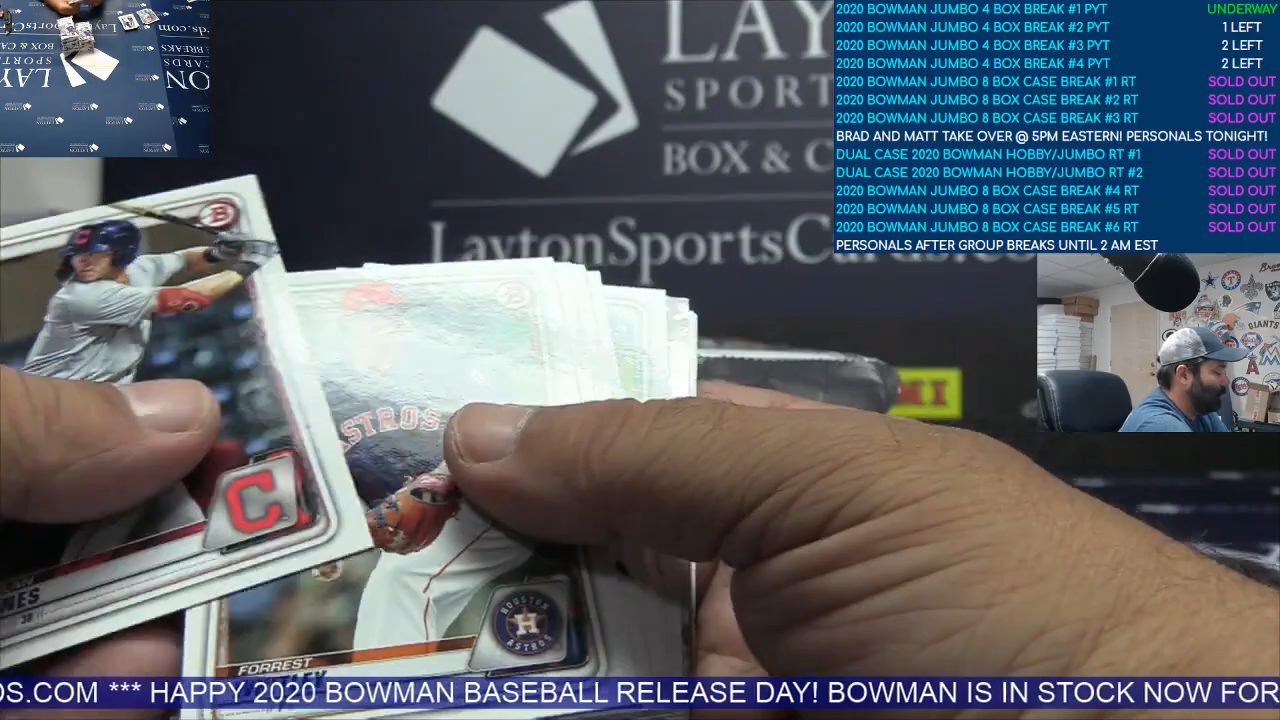 2020 BOWMAN JUMBO 4 BOX BREAK #1 PYT UNDERWAY
2020 BOWMAN JUMBO 4 BOX BREAK #2 PYT 1 LEFT
2020 BOWMAN JUMBO 4 BOX BREAK #3 PYT 2 LEFT
2020 BOWMAN JUMBO 4 BOX BREAK #4 PYT 2 LEFT
2020 BOWMAN JUMBO 8 BOX CASE BREAK #1 RT SOLD OUT
2020 BOWMAN JUMBO 8 BOX CASE BREAK #2 RT SOLD OUT
2020 BOWMAN JUMBO 8 BOX CASE BREAK #3 RT SOLD OUT
BRAD AND MATT TAKE OVER @ 5PM EASTERN! PERSONALS TONIGHT!
DUAL CASE 2020 BOWMAN HOBBY/JUMBO RT #1 SOLD OUT
DUAL CASE 2020 BOWMAN HOBBY/JUMBO RT #2 SOLD OUT
2020 BOWMAN JUMBO 8 BOX CASE BREAK #4 RT SOLD OUT
2020 BOWMAN JUMBO 8 BOX CASE BREAK #5 RT SOLD OUT
2020 BOWMAN JUMBO 8 BOX CASE BREAK #6 RT SOLD OUT
PERSONALS AFTER GROUP BREAKS UNTIL 2 AM EST
LAY
SPORT
BOX & C
LaytonSportsCards.co
GIANTS
B
C
NES
ASTROS
HOUSTON
H
ASTROS
FORREST
OS.COM *** HAPPY 2020 BOWMAN BASEBALL RELEASE DAY! BOWMAN IS IN STOCK NOW FOR